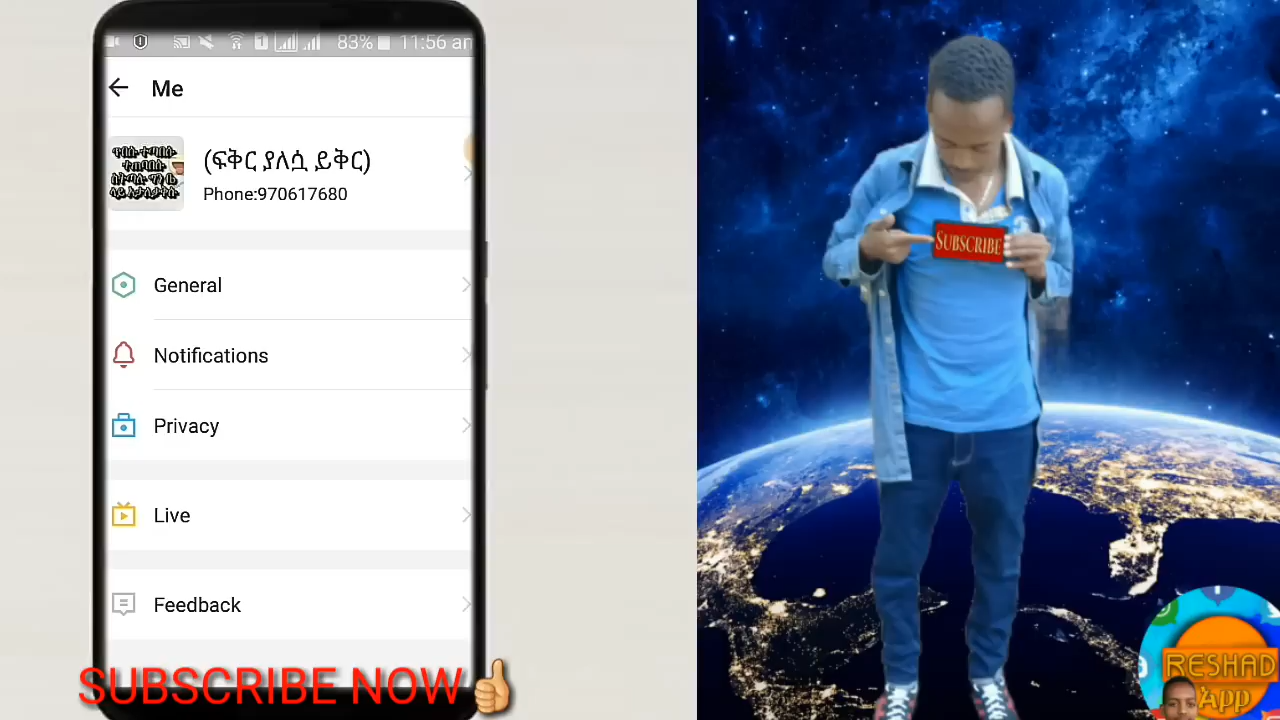 83% 11:56 am
Me
(ፍቅር ያለሷ ይቅር)
Phone:970617680
General
Notifications
Privacy
Live
Feedback
SUBSCRIBE NOW
SUBSCRIBE
RESHAD
App